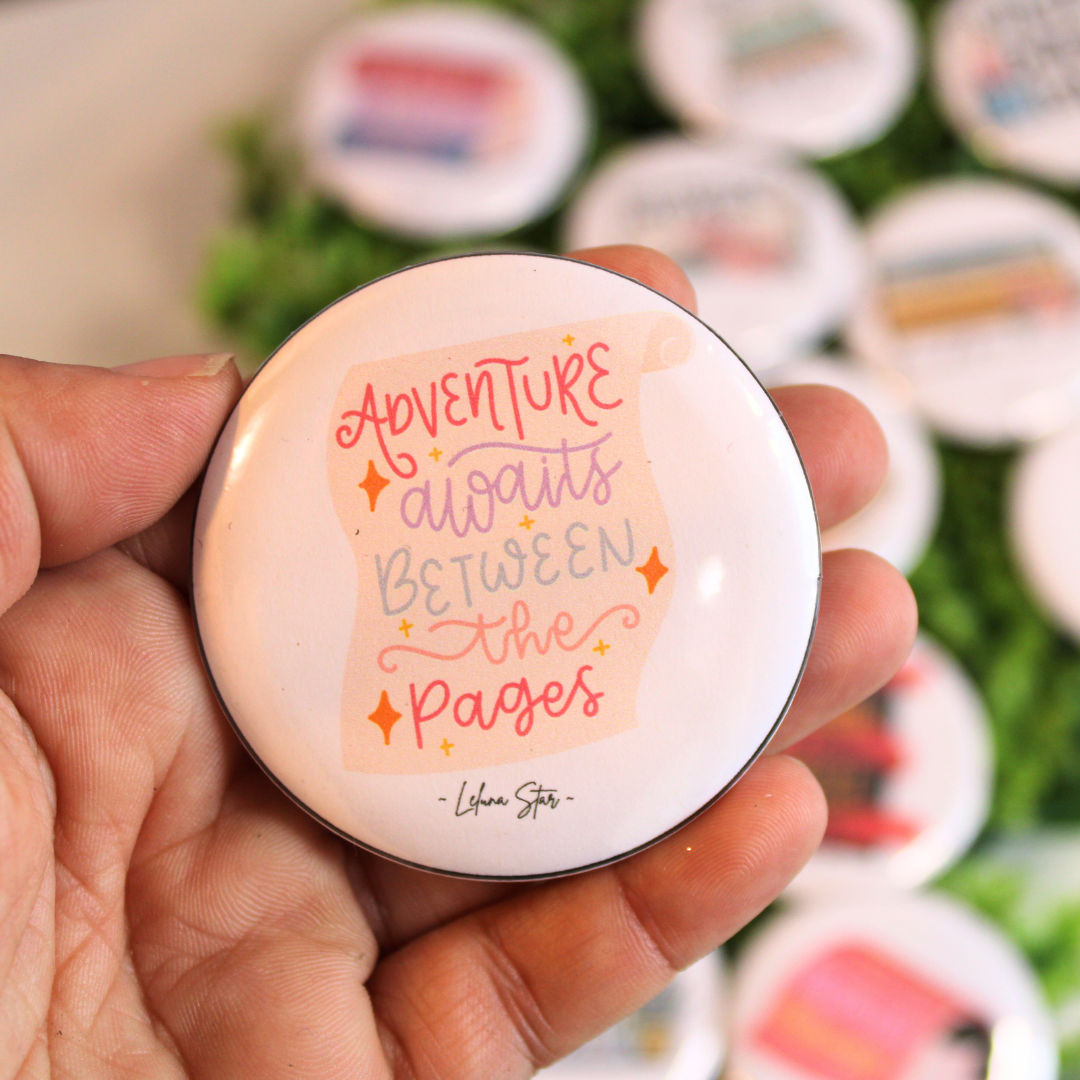 ADVENTURE
awaits
BETWEEN
the
Pages
~ Leluna Star ~